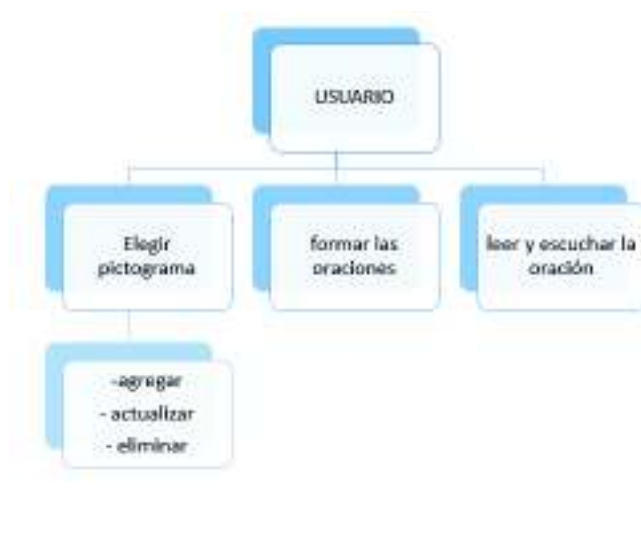 USUARIO
Elegir
pictograma
formar las
oraciones
leer y escuchar la
oración
-agregar
- actualizar
- eliminar